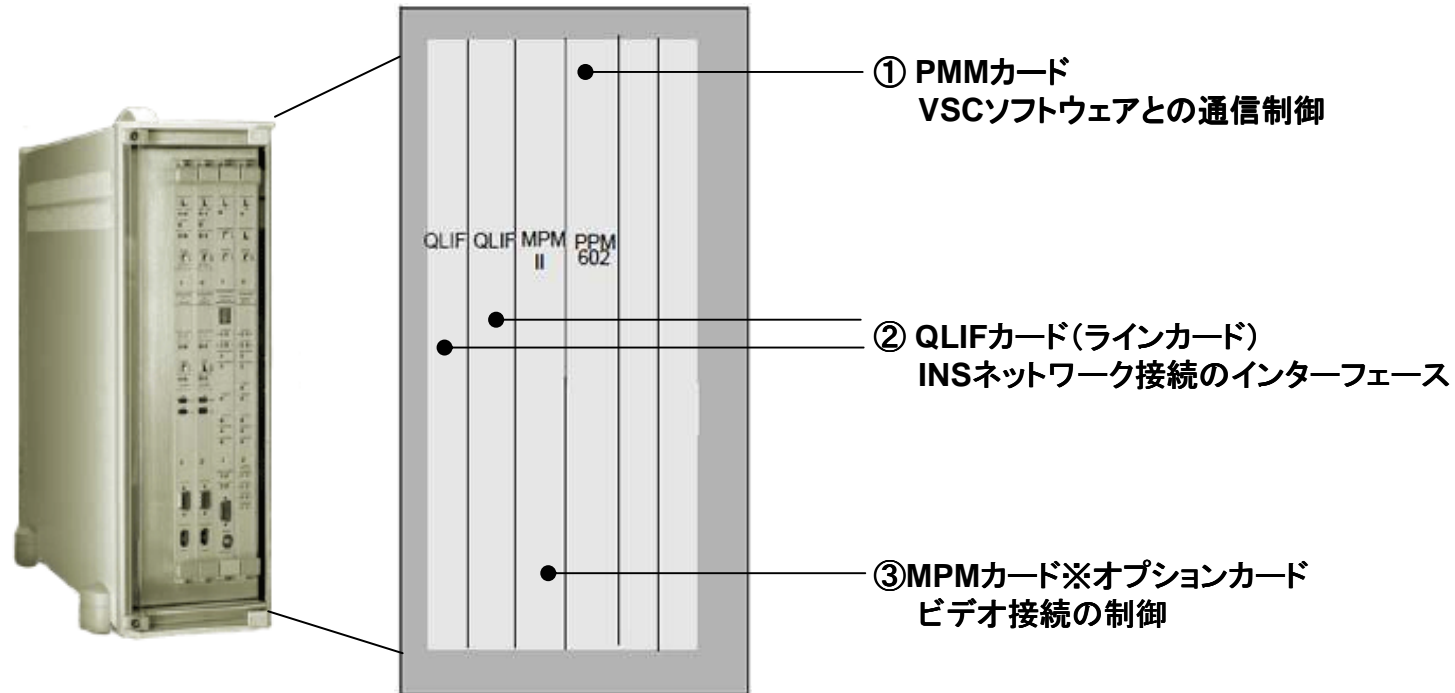 ① PMMカード
VSCソフトウェアとの通信制御
QLIF QLIF MPM II PPM 602
② QLIFカード（ラインカード）
INSネットワーク接続のインターフェース
③MPMカード※オプションカード
ビデオ接続の制御